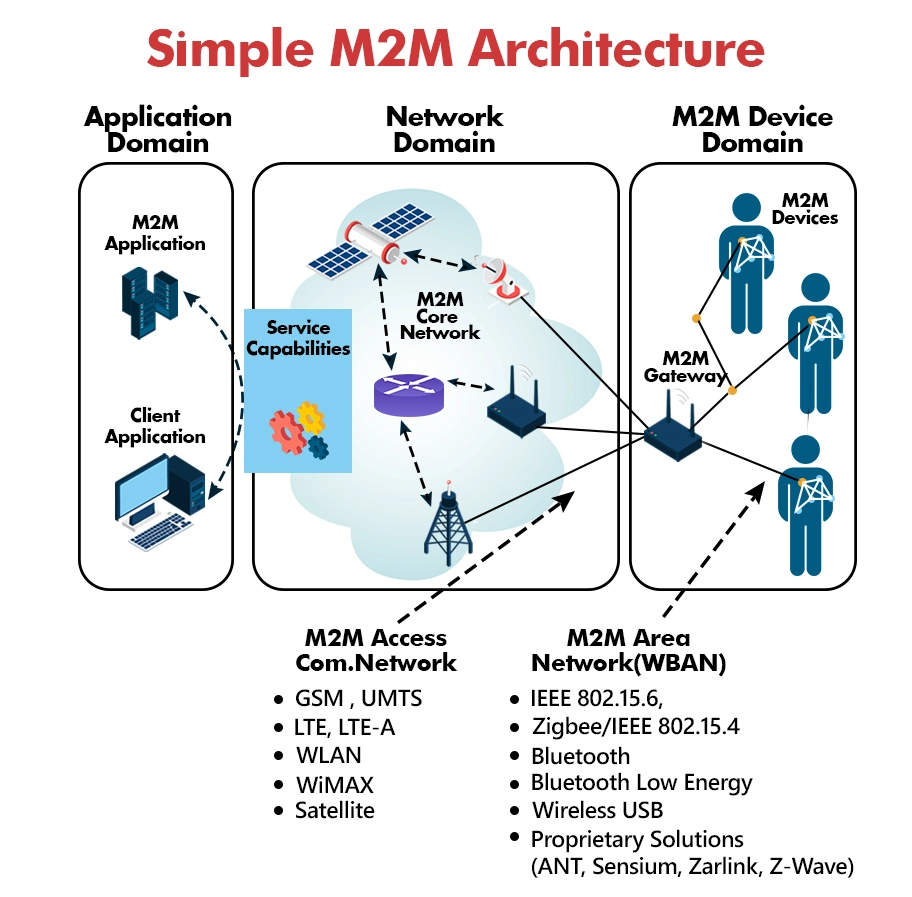 Simple M2M Architecture
Application
Domain
Network
Domain
M2M Device
Domain
M2M
Application
Client
Application
Service
Capabilities
M2M
Core
Network
M2M
Devices
M2M
Gateway
M2M Access
Com.Network
• GSM , UMTS
• LTE, LTE-A
• WLAN
• WiMAX
• Satellite
M2M Area
Network(WBAN)
• IEEE 802.15.6,
• Zigbee/IEEE 802.15.4
• Bluetooth
• Bluetooth Low Energy
• Wireless USB
• Proprietary Solutions
(ANT, Sensium, Zarlink, Z-Wave)